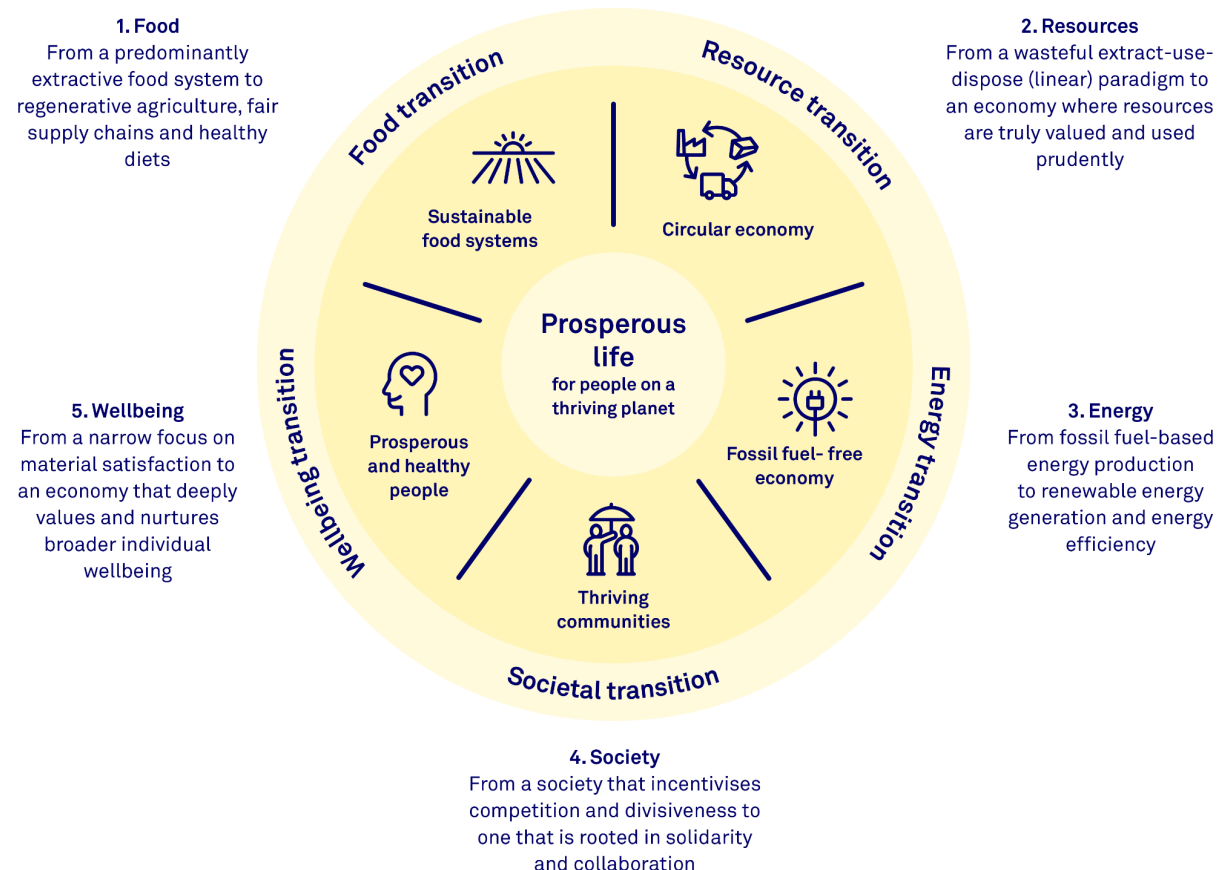 1. Food
From a predominantly
extractive food system to
regenerative agriculture, fair
supply chains and healthy
diets
2. Resources
From a wasteful extract-use-
dispose (linear) paradigm to
an economy where resources
are truly valued and used
prudently
Food transition
Resource transition
Sustainable
food systems
Circular economy
Prosperous
life
for people on a
thriving planet
5. Wellbeing
From a narrow focus on
material satisfaction to
an economy that deeply
values and nurtures
broader individual
wellbeing
Wellbeing transition
Prosperous
and healthy
people
Fossil fuel- free
economy
Energy transition
3. Energy
From fossil fuel-based
energy production
to renewable energy
generation and energy
efficiency
Thriving
communities
Societal transition
4. Society
From a society that incentivises
competition and divisiveness to
one that is rooted in solidarity
and collaboration